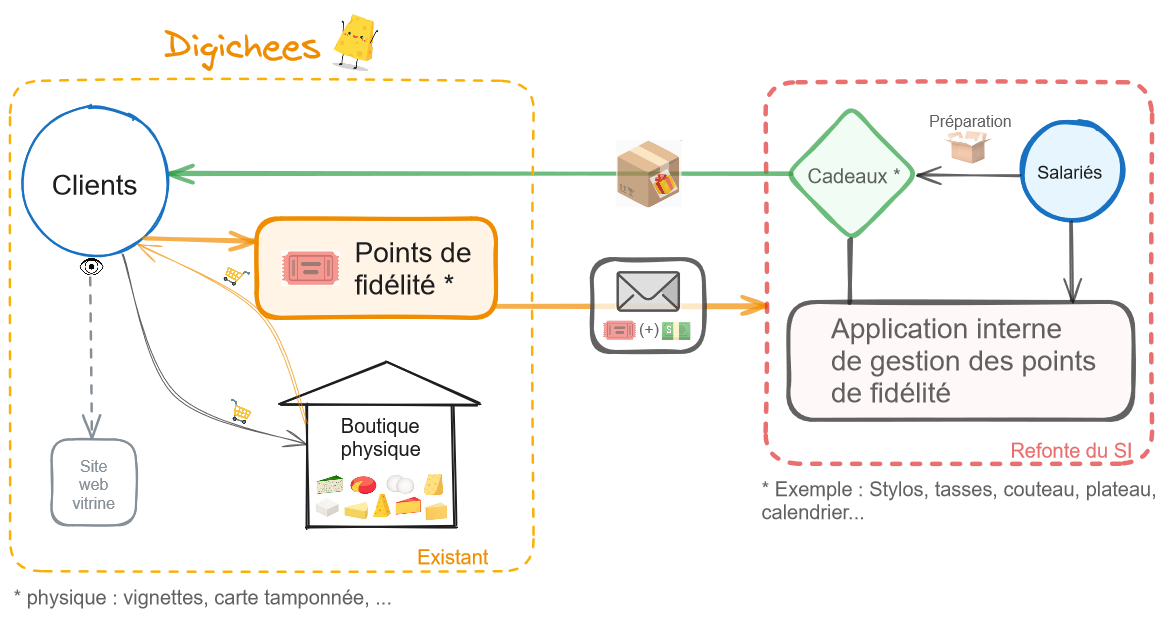 Digichees
Clients
Points de
fidélité *
Boutique
physique
Site
web
vitrine
Existant
* physique : vignettes, carte tamponnée, ...
(+)
$
Préparation
Cadeaux *
Salariés
Application interne
de gestion des points
de fidélité
Refonte du SI
* Exemple : Stylos, tasses, couteau, plateau,
calendrier...